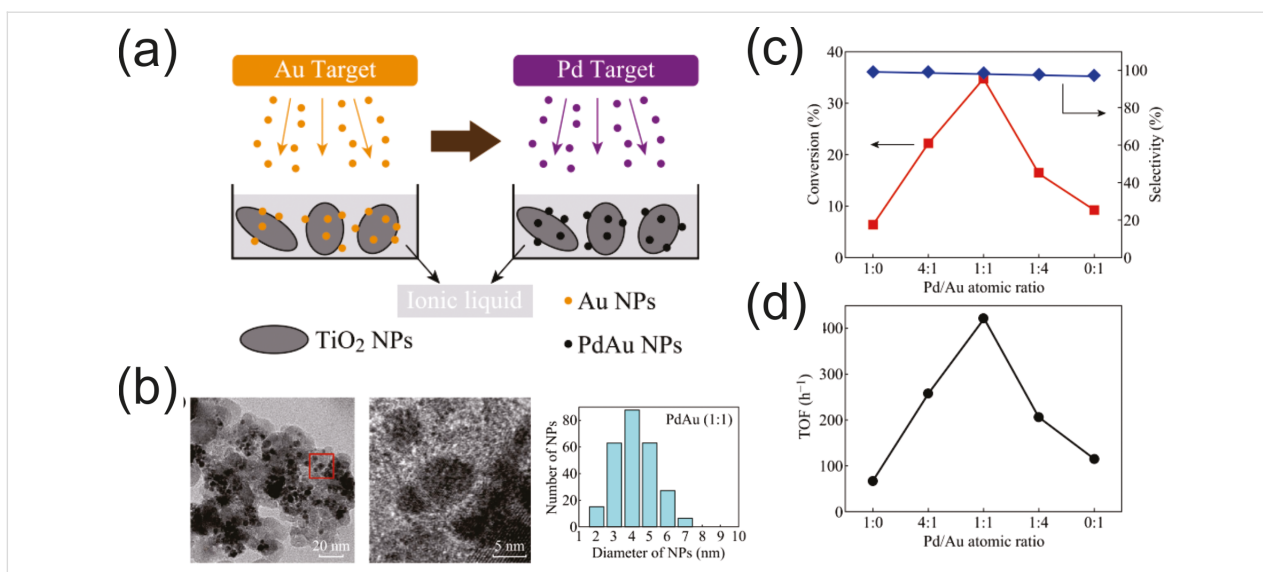 (a)
Au Target
Pd Target
Ionic liquid
Au NPs
TiO₂ NPs
PdAu NPs
(b)
20 nm
5 nm
PdAu (1:1)
Number of NPs
80
60
40
20
0
1 2 3 4 5 6 7 8 9 10
Diameter of NPs (nm)
(c)
Conversion (%)
40
30
20
10
0
Selectivity (%)
100
80
60
40
20
0
1:0 4:1 1:1 1:4 0:1
Pd/Au atomic ratio
(d)
TOF (h⁻¹)
400
300
200
100
0
1:0 4:1 1:1 1:4 0:1
Pd/Au atomic ratio